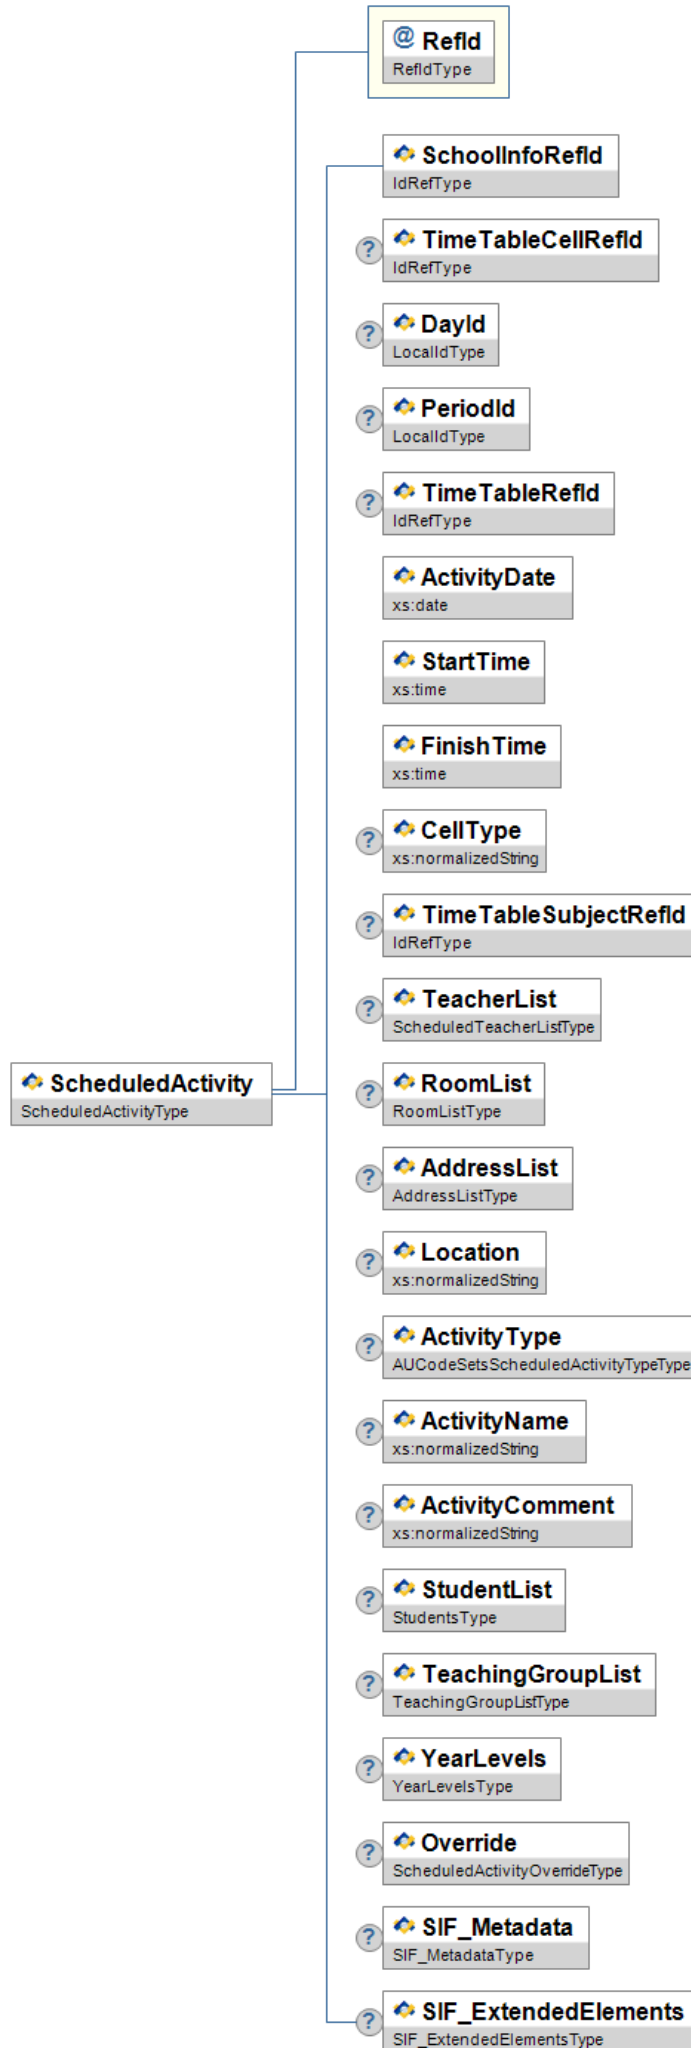 @ RefId
RefIdType
SchoolInfoRefId
IdRefType
? TimeTableCellRefId
IdRefType
? DayId
LocalIdType
? PeriodId
LocalIdType
? TimeTableRefId
IdRefType
ActivityDate
xs:date
StartTime
xs:time
FinishTime
xs:time
? CellType
xs:normalizedString
? TimeTableSubjectRefId
IdRefType
? TeacherList
ScheduledTeacherListType
ScheduledActivity
ScheduledActivityType
? RoomList
RoomListType
? AddressList
AddressListType
? Location
xs:normalizedString
? ActivityType
AUCodeSetsScheduledActivityTypeType
? ActivityName
xs:normalizedString
? ActivityComment
xs:normalizedString
? StudentList
StudentsType
? TeachingGroupList
TeachingGroupListType
? YearLevels
YearLevelsType
? Override
ScheduledActivityOverrideType
? SIF_Metadata
SIF_MetadataType
? SIF_ExtendedElements
SIF_ExtendedElementsType